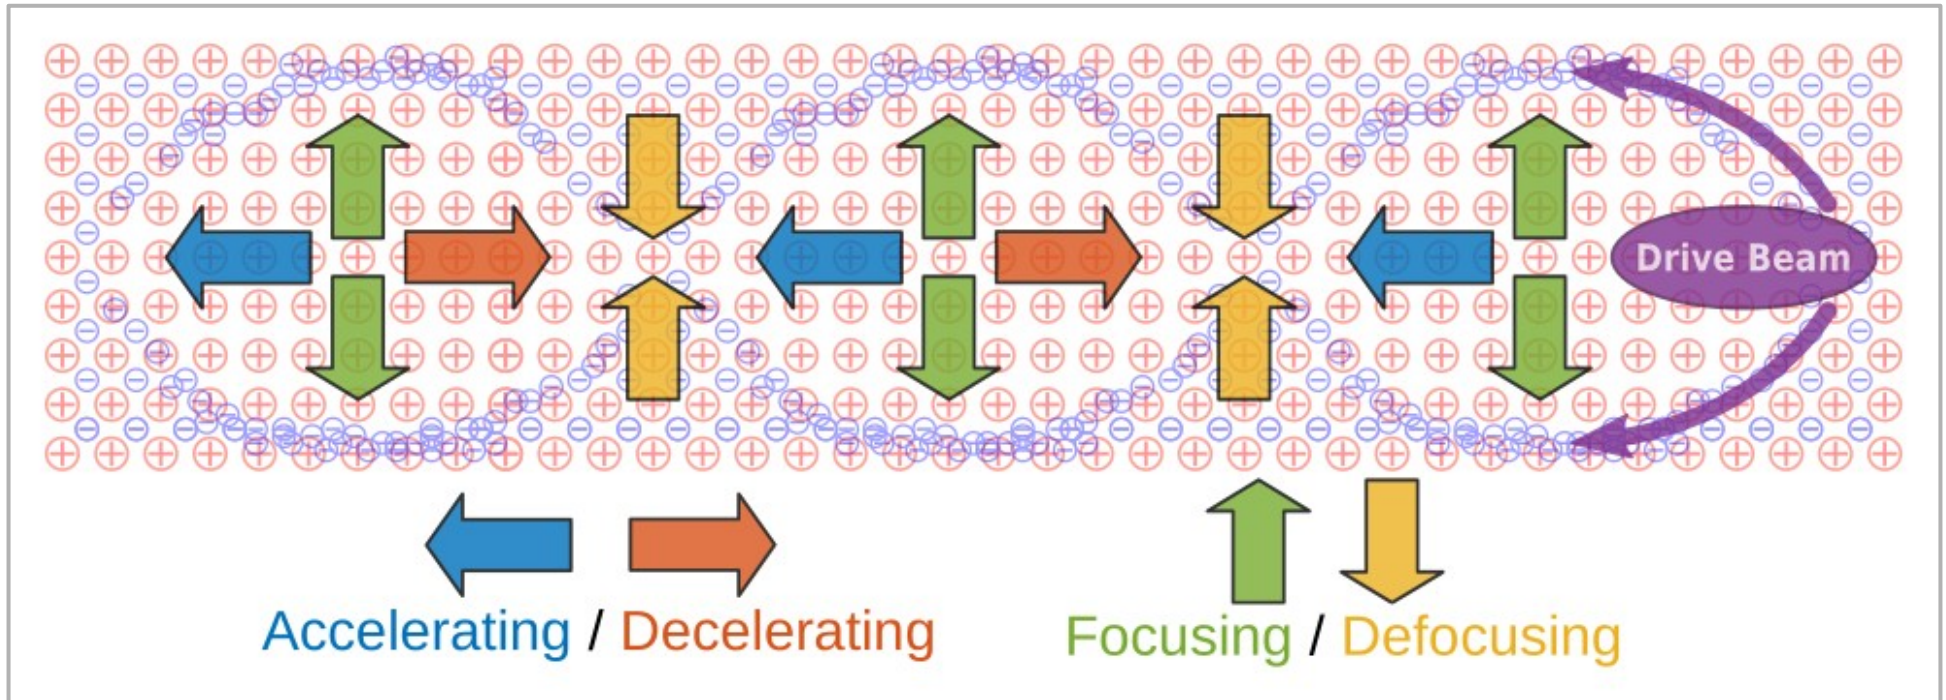 Drive Beam
Accelerating / Decelerating
Focusing / Defocusing